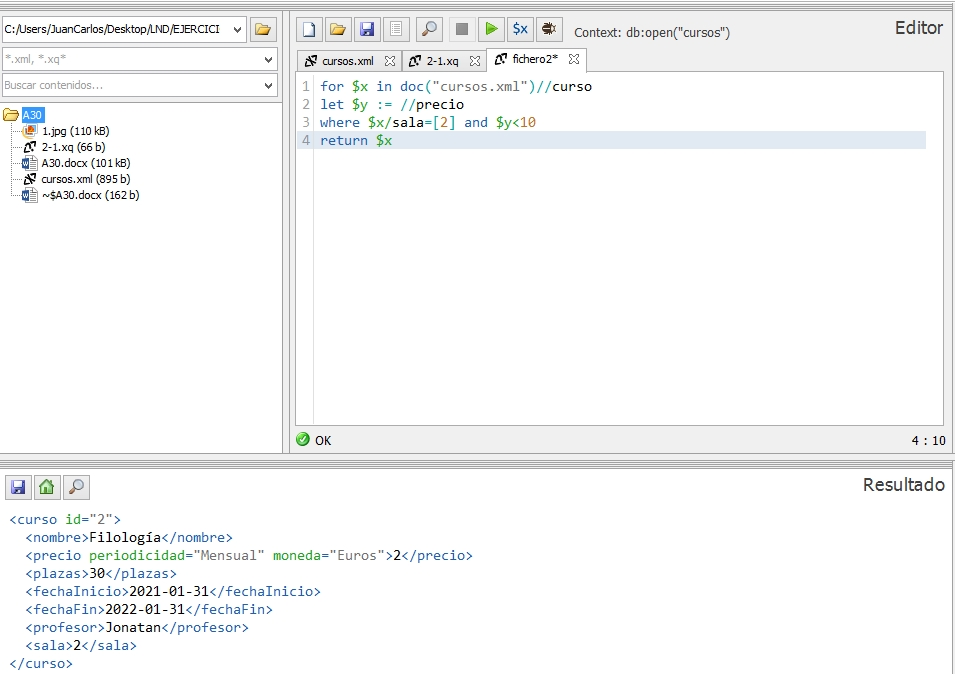 C:/Users/JuanCarlos/Desktop/LND/EJERCICI
*.xml, *.xq*
Buscar contenidos...
A30
1.jpg (110 kB)
2-1.xq (66 b)
A30.docx (101 kB)
cursos.xml (895 b)
~$A30.docx (162 b)
$x
Context: db:open("cursos")
Editor
cursos.xml
2-1.xq
fichero2*
1 for $x in doc("cursos.xml")//curso
2 let $y := //precio
3 where $x/sala=[2] and $y<10
4 return $x
OK
4 : 10
Resultado
<curso id="2">
<nombre>Filología</nombre>
<precio periodicidad="Mensual" moneda="Euros">2</precio>
<plazas>30</plazas>
<fechaInicio>2021-01-31</fechaInicio>
<fechaFin>2022-01-31</fechaFin>
<profesor>Jonatan</profesor>
<sala>2</sala>
</curso>